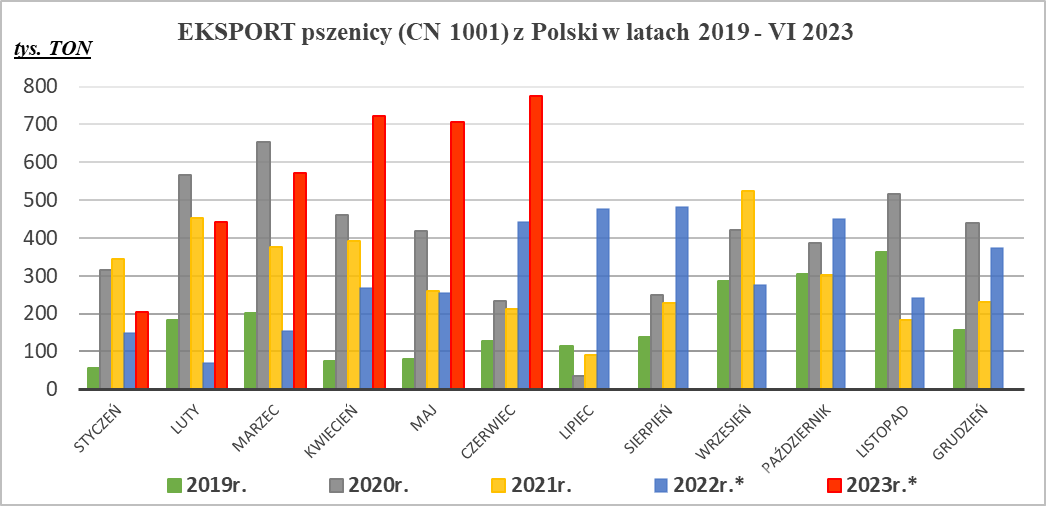 EKSPORT pszenicy (CN 1001) z Polski w latach 2019 - VI 2023
tys. TON
800
700
600
500
400
300
200
100
0
STYCZEŃ
LUTY
MARZEC
KWIECIEŃ
MAJ
CZERWIEC
LIPIEC
SIERPIEŃ
WRZESIEŃ
PAŹDZIERNIK
LISTOPAD
GRUDZIEŃ
2019r. 2020r. 2021r. 2022r.* 2023r.*